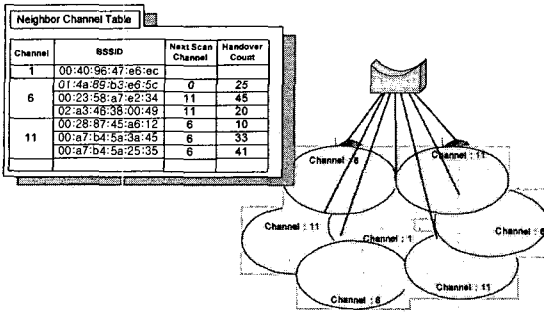 Neighbor Channel Table
Channel BSSID Next Scan Channel Handover Count
1 00:40:96:47:e6:ec
01:4a:89:b3:e6:5c 0 25
6 00:23:58:a7:e2:34 11 45
02:a3:46:38:00:49 11 20
00:28:87:45:a6:12 6 10
11 00:a7:b4:5a:3a:45 6 33
00:a7:b4:5a:25:35 6 41
Channel : 6
Channel : 11
Channel : 11
Channel : 1
Channel : 6
Channel : 6
Channel : 11